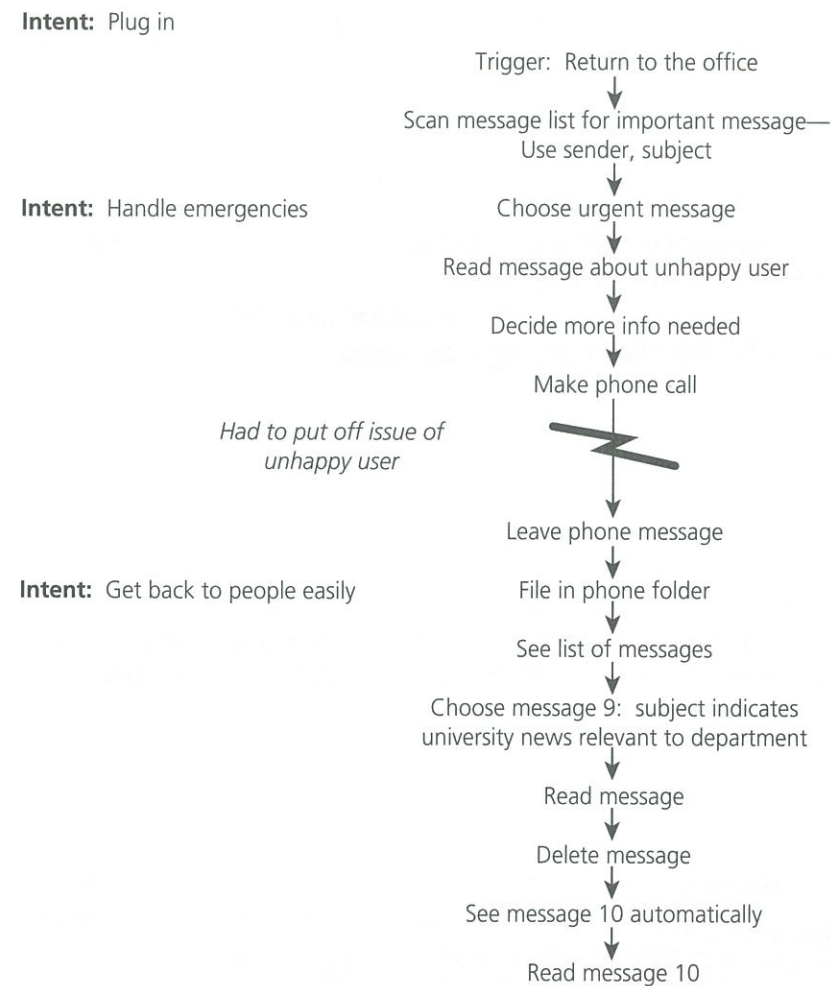 Intent: Plug in
Trigger: Return to the office
Scan message list for important message—
Use sender, subject
Intent: Handle emergencies
Choose urgent message
Read message about unhappy user
Decide more info needed
Make phone call
Had to put off issue of
unhappy user
Leave phone message
Intent: Get back to people easily
File in phone folder
See list of messages
Choose message 9: subject indicates
university news relevant to department
Read message
Delete message
See message 10 automatically
Read message 10